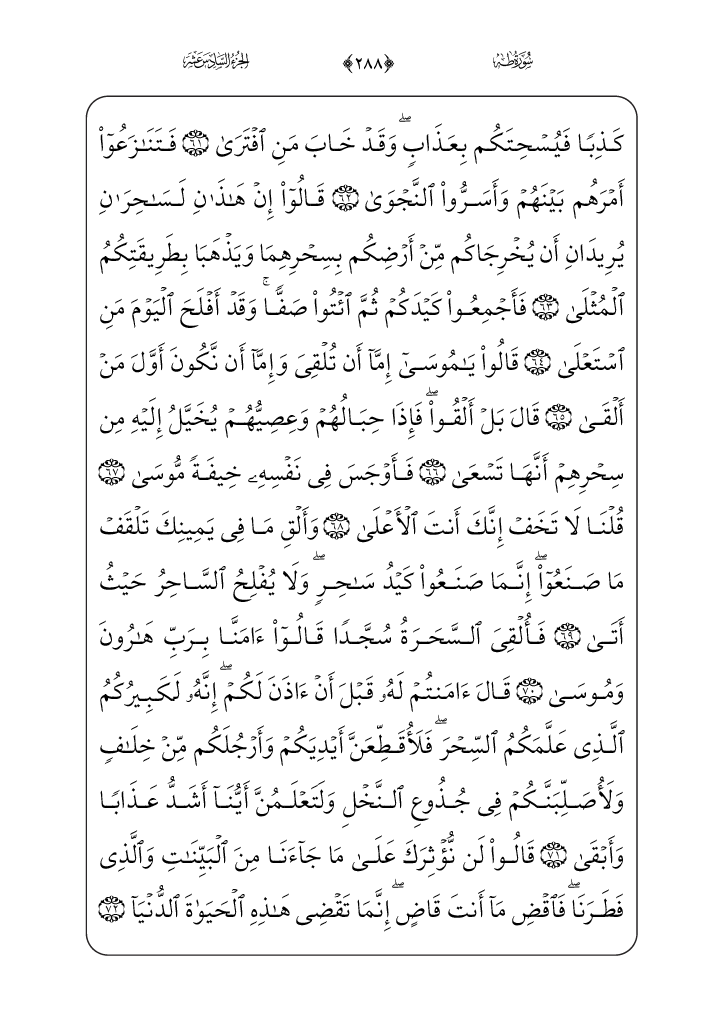 سُورَةُ طه ﴿٢٨٨﴾ الجُزْءُ السَّادِسَ عَشَرَ
كَذِبٗا فَيُسۡحِتَكُم بِعَذَابٖۖ وَقَدۡ خَابَ مَنِ ٱفۡتَرَىٰ ٦١ فَتَنَٰزَعُوٓاْ
أَمۡرَهُم بَيۡنَهُمۡ وَأَسَرُّواْ ٱلنَّجۡوَىٰ ٦٢ قَالُوٓاْ إِنۡ هَٰذَٰنِ لَسَٰحِرَٰنِ
يُرِيدَانِ أَن يُخۡرِجَاكُم مِّنۡ أَرۡضِكُم بِسِحۡرِهِمَا وَيَذۡهَبَا بِطَرِيقَتِكُمُ
ٱلۡمُثۡلَىٰ ٦٣ فَأَجۡمِعُواْ كَيۡدَكُمۡ ثُمَّ ٱئۡتُواْ صَفّٗاۚ وَقَدۡ أَفۡلَحَ ٱلۡيَوۡمَ مَنِ
ٱسۡتَعۡلَىٰ ٦٤ قَالُواْ يَٰمُوسَىٰٓ إِمَّآ أَن تُلۡقِيَ وَإِمَّآ أَن نَّكُونَ أَوَّلَ مَنۡ
أَلۡقَىٰ ٦٥ قَالَ بَلۡ أَلۡقُواْۖ فَإِذَا حِبَالُهُمۡ وَعِصِيُّهُمۡ يُخَيَّلُ إِلَيۡهِ مِن
سِحۡرِهِمۡ أَنَّهَا تَسۡعَىٰ ٦٦ فَأَوۡجَسَ فِي نَفۡسِهِۦ خِيفَةٗ مُّوسَىٰ ٦٧
قُلۡنَا لَا تَخَفۡ إِنَّكَ أَنتَ ٱلۡأَعۡلَىٰ ٦٨ وَأَلۡقِ مَا فِي يَمِينِكَ تَلۡقَفۡ
مَا صَنَعُوٓاْۖ إِنَّمَا صَنَعُواْ كَيۡدُ سَٰحِرٖۖ وَلَا يُفۡلِحُ ٱلسَّاحِرُ حَيۡثُ
أَتَىٰ ٦٩ فَأُلۡقِيَ ٱلسَّحَرَةُ سُجَّدٗا قَالُوٓاْ ءَامَنَّا بِرَبِّ هَٰرُونَ
وَمُوسَىٰ ٧٠ قَالَ ءَامَنتُمۡ لَهُۥ قَبۡلَ أَنۡ ءَاذَنَ لَكُمۡۖ إِنَّهُۥ لَكَبِيرُكُمُ
ٱلَّذِي عَلَّمَكُمُ ٱلسِّحۡرَۖ فَلَأُقَطِّعَنَّ أَيۡدِيَكُمۡ وَأَرۡجُلَكُم مِّنۡ خِلَٰفٖ
وَلَأُصَلِّبَنَّكُمۡ فِي جُذُوعِ ٱلنَّخۡلِ وَلَتَعۡلَمُنَّ أَيُّنَآ أَشَدُّ عَذَابٗا
وَأَبۡقَىٰ ٧١ قَالُواْ لَن نُّؤۡثِرَكَ عَلَىٰ مَا جَآءَنَا مِنَ ٱلۡبَيِّنَٰتِ وَٱلَّذِي
فَطَرَنَاۖ فَٱقۡضِ مَآ أَنتَ قَاضٍۖ إِنَّمَا تَقۡضِي هَٰذِهِ ٱلۡحَيَوٰةَ ٱلدُّنۡيَآ ٧٢